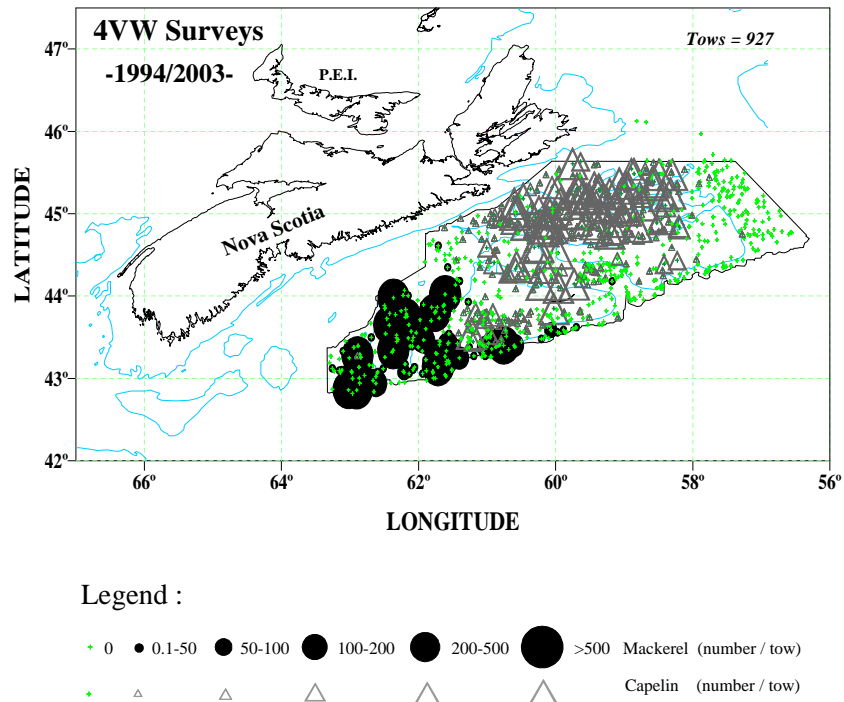 4VW Surveys
-1994/2003-
Tows = 927
P.E.I.
Nova Scotia
LATITUDE
47º
46º
45º
44º
43º
42º
66º 64º 62º 60º 58º 56º
LONGITUDE
Legend :
0 0.1-50 50-100 100-200 200-500 >500 Mackerel (number / tow)
Capelin (number / tow)